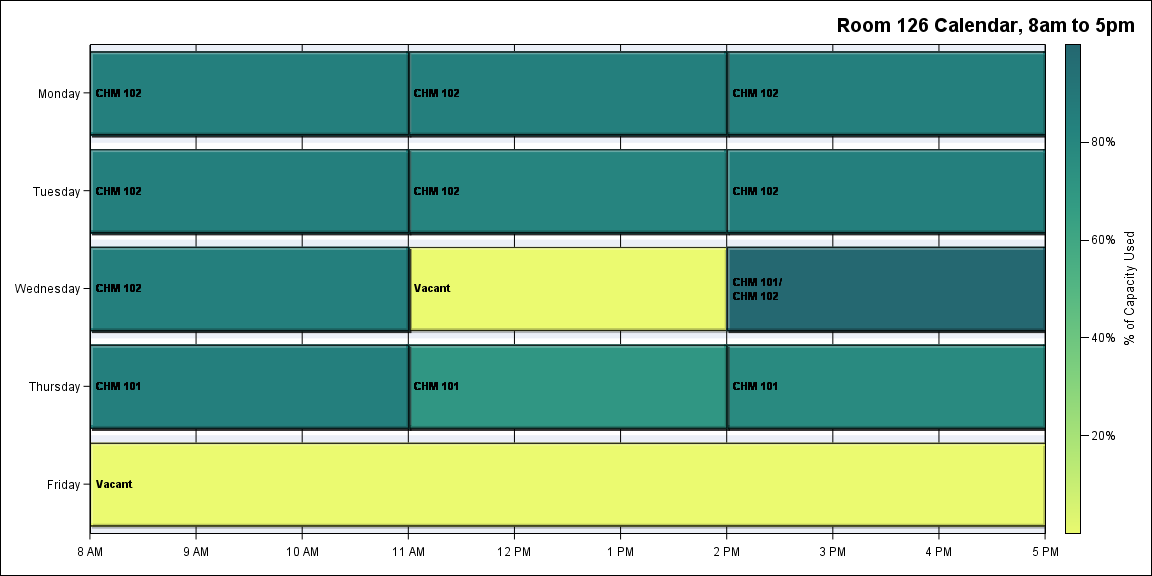 Room 126 Calendar, 8am to 5pm
Monday
CHM 102
CHM 102
CHM 102
Tuesday
CHM 102
CHM 102
CHM 102
Wednesday
CHM 102
Vacant
CHM 101/
CHM 102
Thursday
CHM 101
CHM 101
CHM 101
Friday
Vacant
8 AM
9 AM
10 AM
11 AM
12 PM
1 PM
2 PM
3 PM
4 PM
5 PM
80%
60%
40%
20%
% of Capacity Used